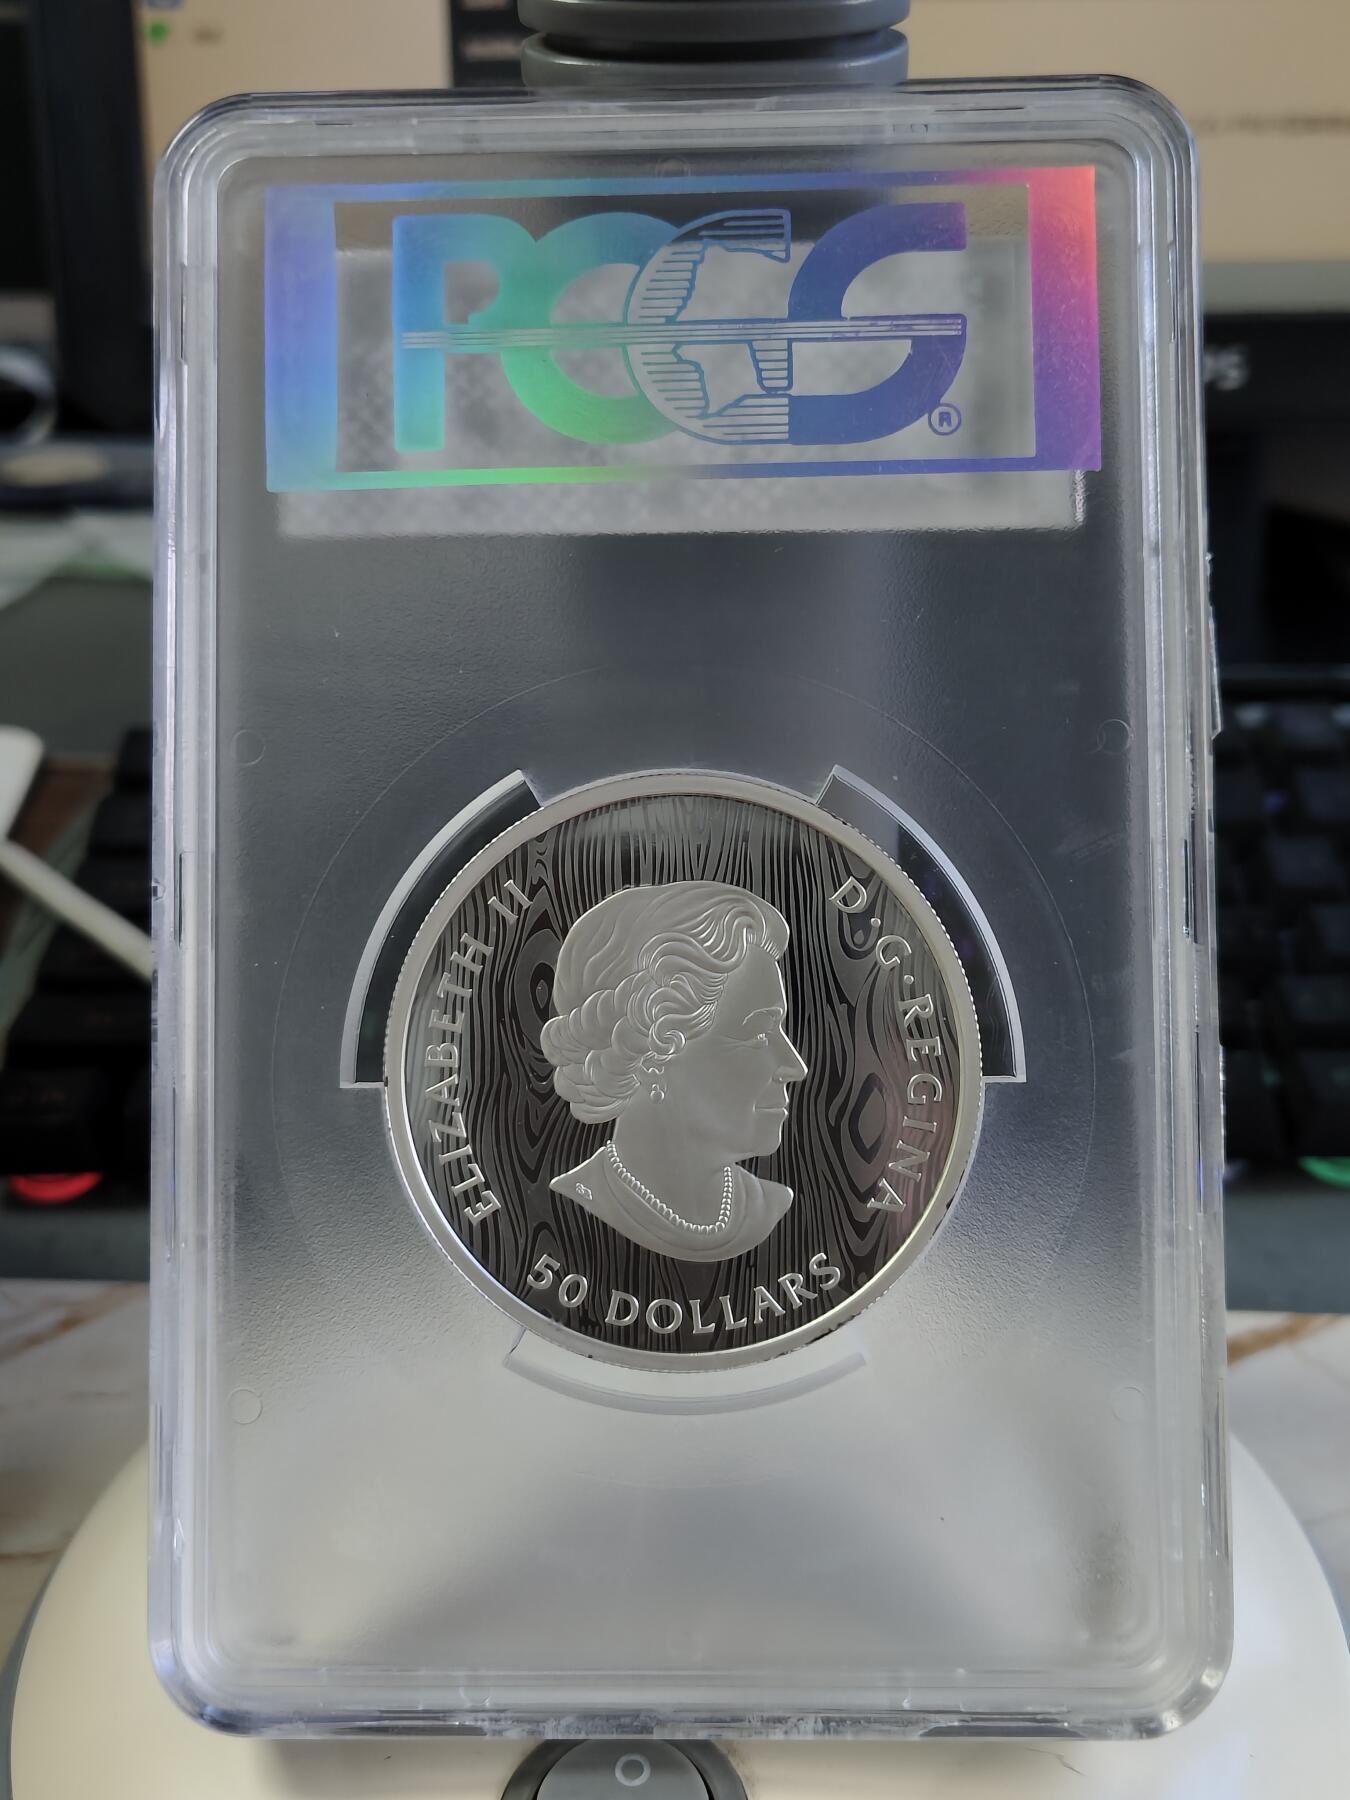 PCGS
®
ELIZABETH II
D·G·REGINA
50 DOLLARS